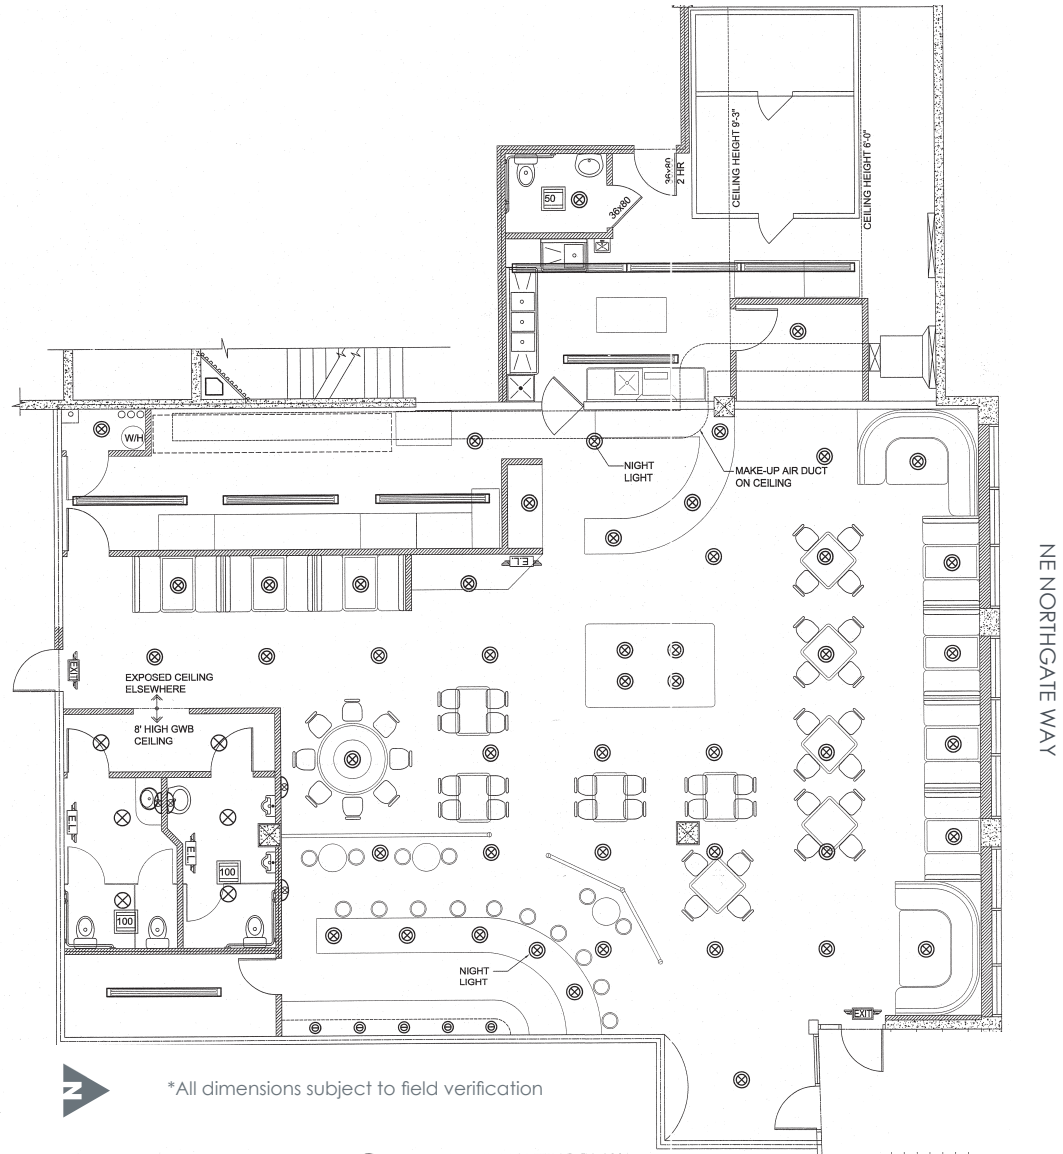 CEILING HEIGHT 9'-3"
CEILING HEIGHT 6'-0"
36x80
2 HR
50
36x80
W/H
NIGHT
LIGHT
MAKE-UP AIR DUCT
ON CEILING
EL
NE NORTHGATE WAY
EXIT
EXPOSED CEILING
ELSEWHERE
8' HIGH GWB
CEILING
EL
EL
100
100
NIGHT
LIGHT
EXIT
N
*All dimensions subject to field verification